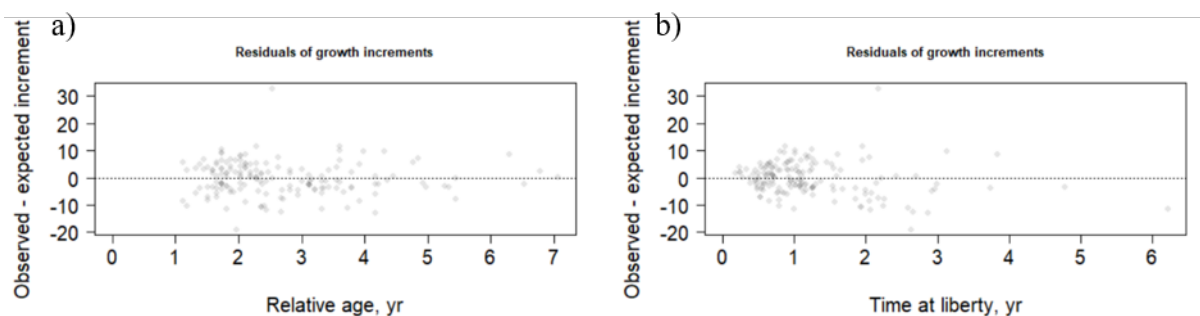 a)
Residuals of growth increments
Observed - expected increment
30
20
10
0
-10
-20
0 1 2 3 4 5 6 7
Relative age, yr
b)
Residuals of growth increments
Observed - expected increment
30
20
10
0
-10
-20
0 1 2 3 4 5 6
Time at liberty, yr